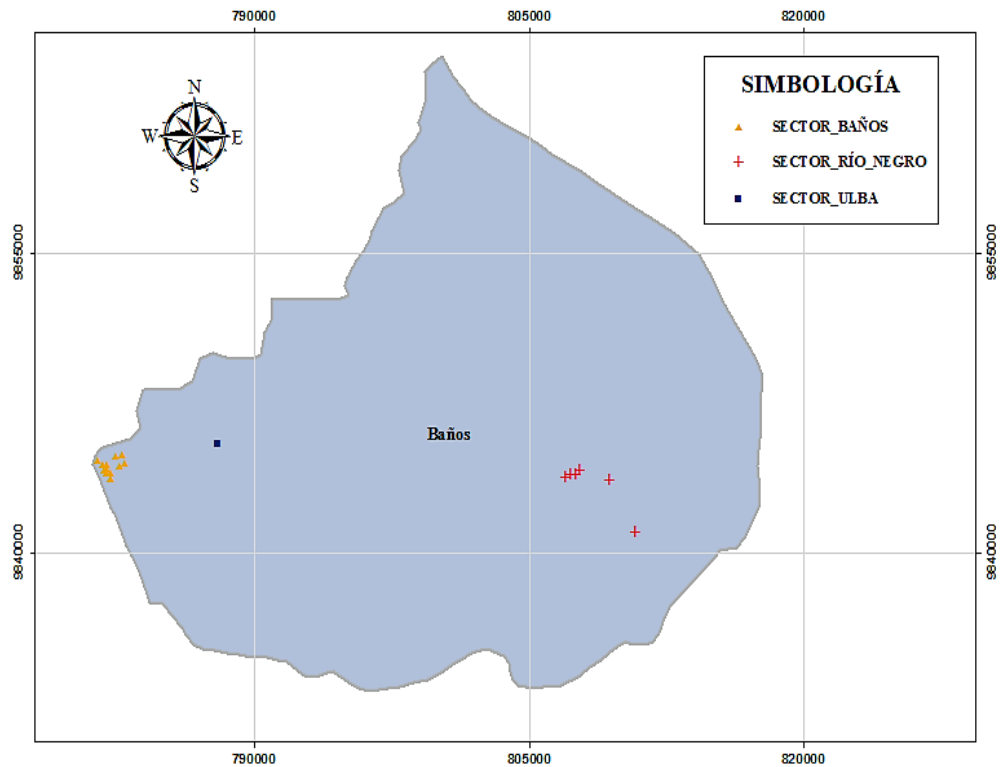 790000 805000 820000
N
W E
S
SIMBOLOGÍA
SECTOR_BAÑOS
SECTOR_RÍO_NEGRO
SECTOR_ULBA
9855000 9855000
Baños
9840000 9840000
790000 805000 820000